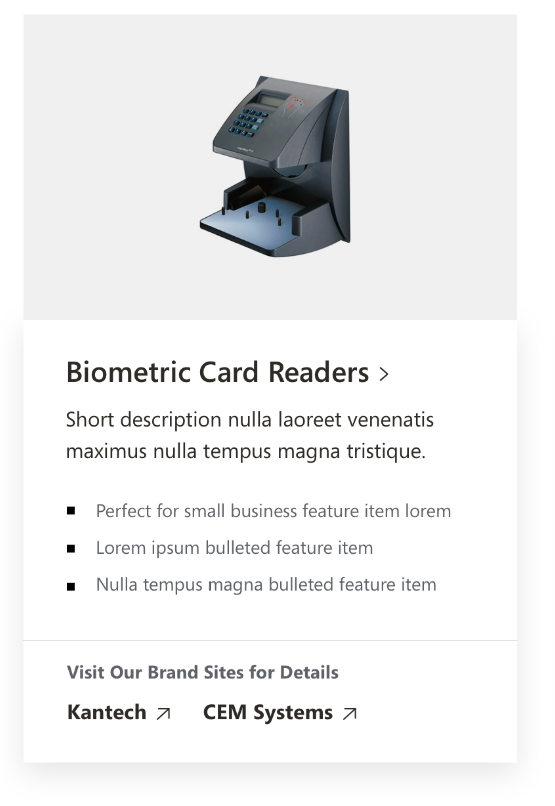 Biometric Card Readers >
Short description nulla laoreet venenatis
maximus nulla tempus magna tristique.
Perfect for small business feature item lorem
Lorem ipsum bulleted feature item
Nulla tempus magna bulleted feature item
Visit Our Brand Sites for Details
Kantech ↗ CEM Systems ↗